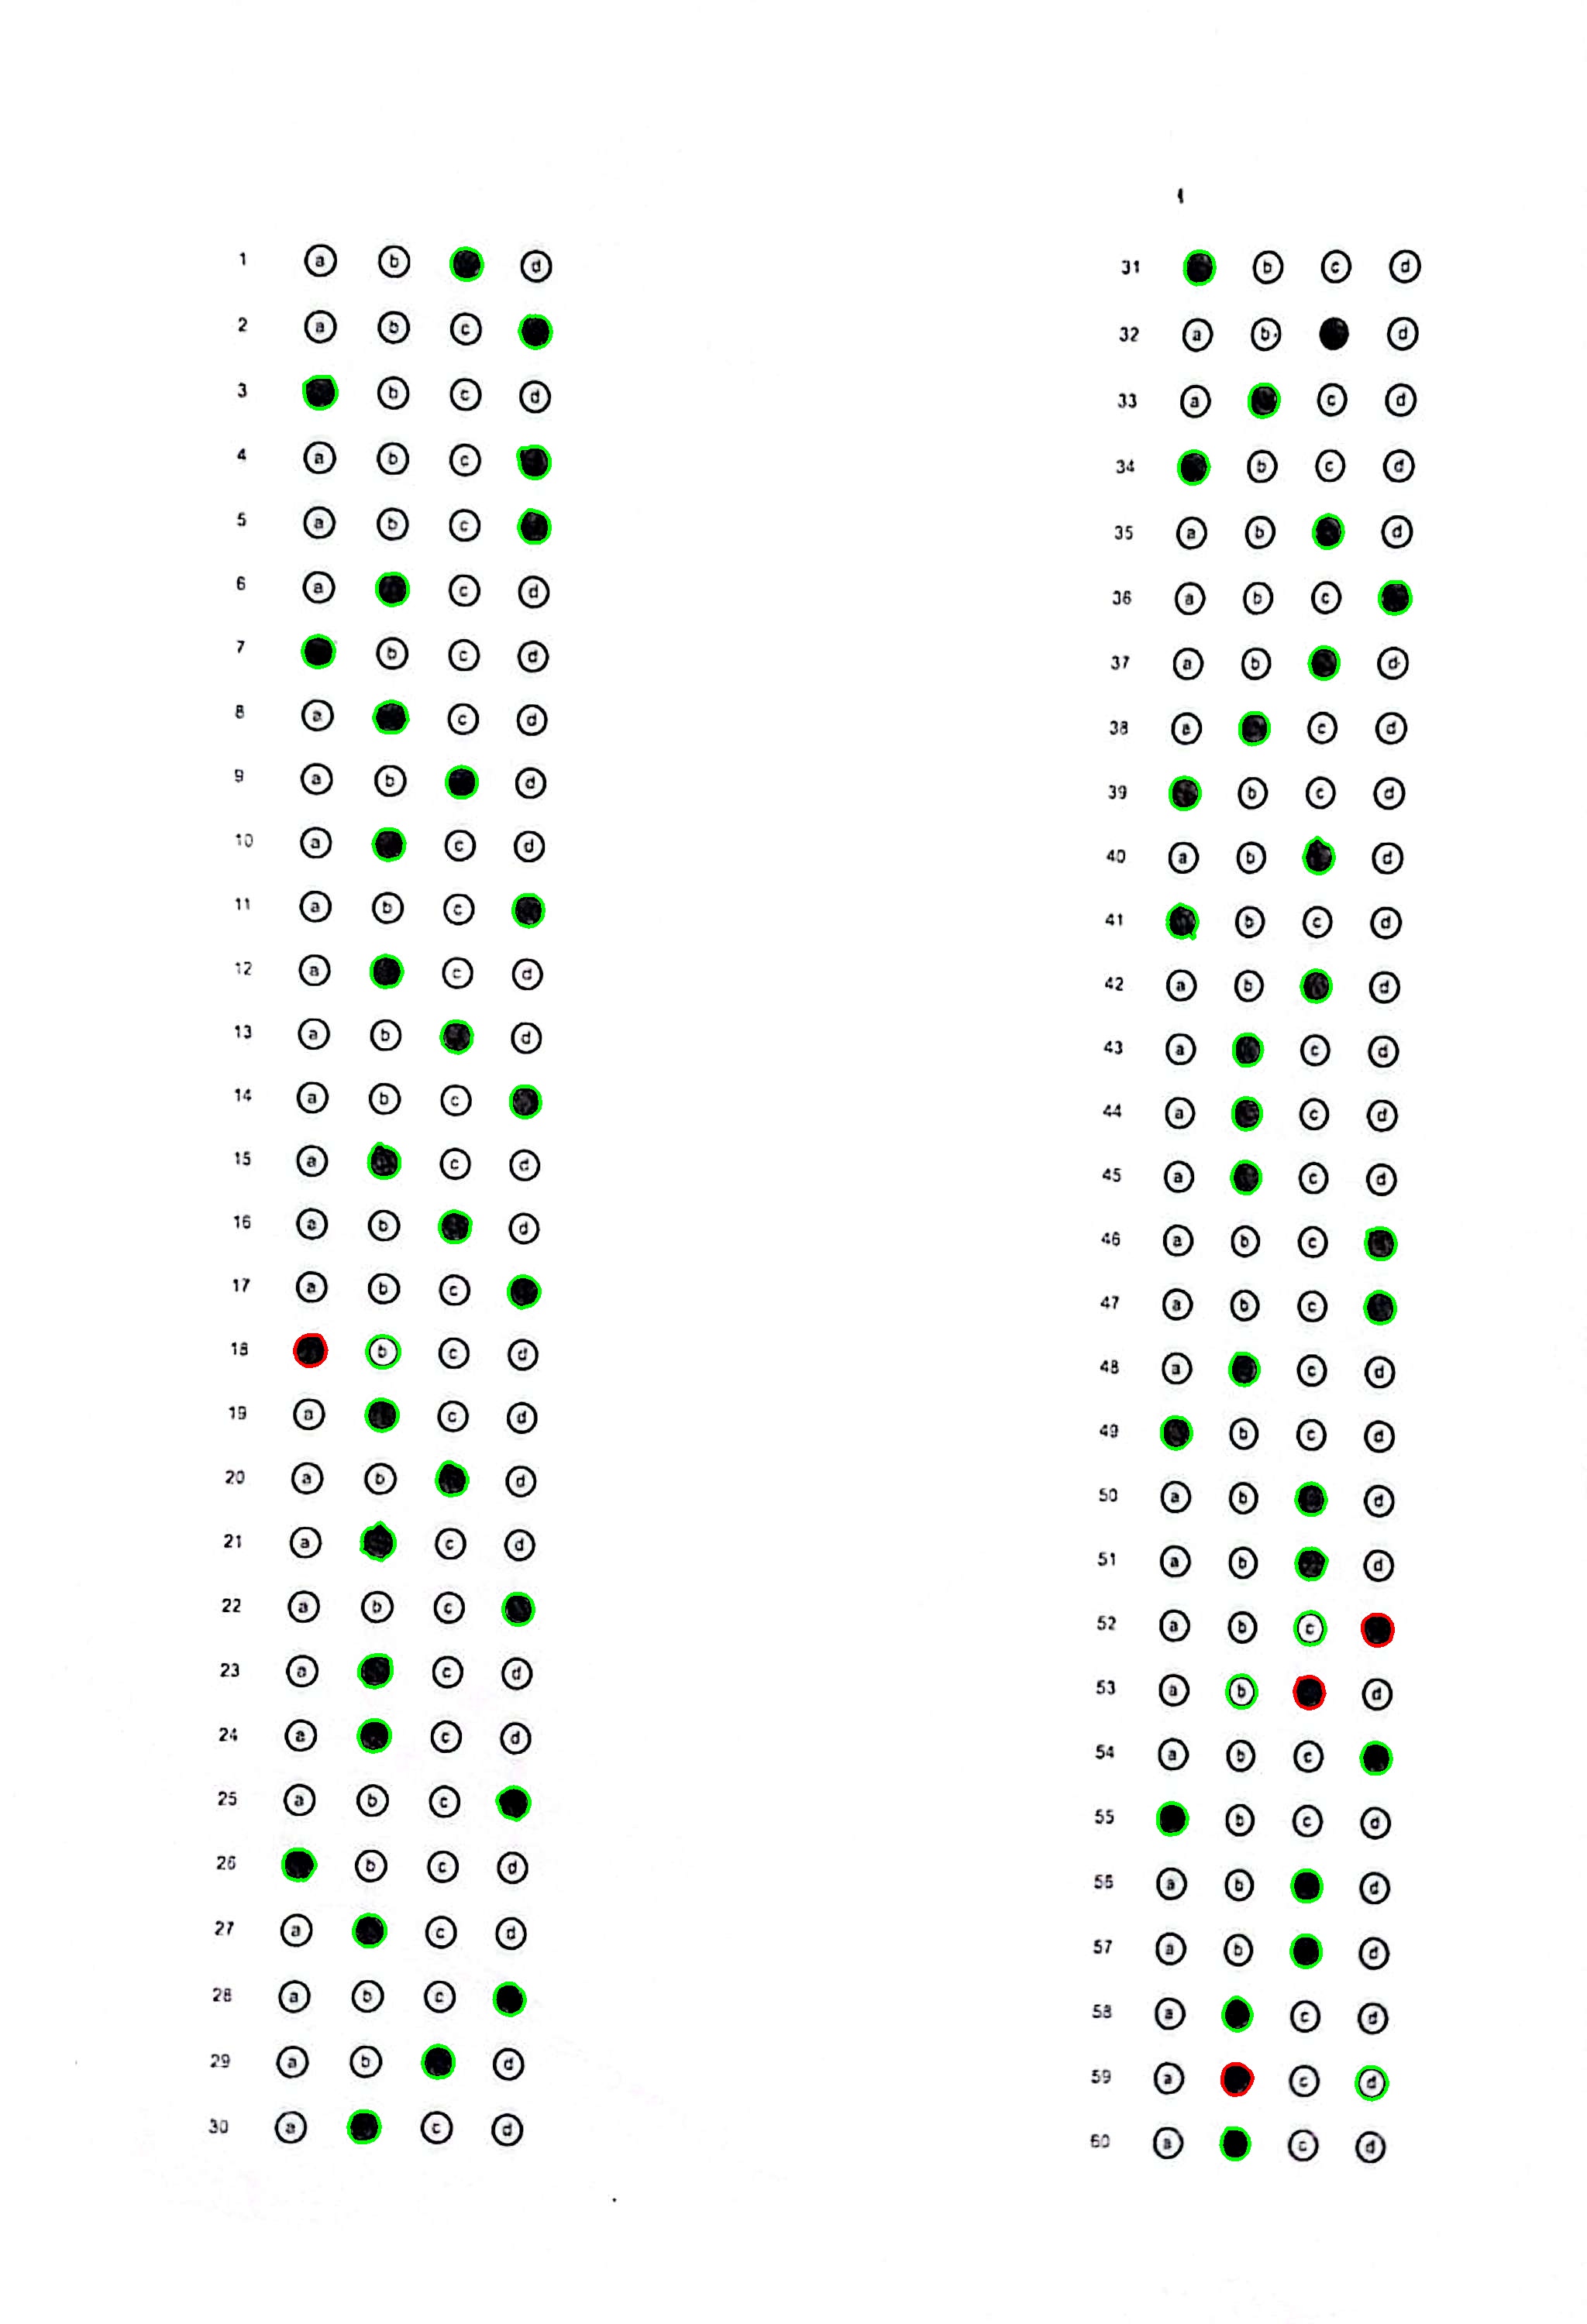 1 a b d
2 a b c
3 b c d
4 a b c
5 a b c
6 a c d
7 b c d
8 a c d
9 a b d
10 a c d
11 a b c
12 a c d
13 a b d
14 a b c
15 a c d
16 a b d
17 a b c
18 b c d
19 a c d
20 a b d
21 a c d
22 a b c
23 a c d
24 a c d
25 a b c
26 b c d
27 a c d
28 a b c
29 a b d
30 a c d
31 b c d
32 a b d
33 a c d
34 b c d
35 a b d
36 a b c
37 a b d
38 a c d
39 b c d
40 a b d
41 b c d
42 a b d
43 a c d
44 a c d
45 a c d
46 a b c
47 a b c
48 a c d
49 b c d
50 a b d
51 a b d
52 a b c
53 a b d
54 a b c
55 b c d
56 a b d
57 a b d
58 a c d
59 a c d
60 a c d